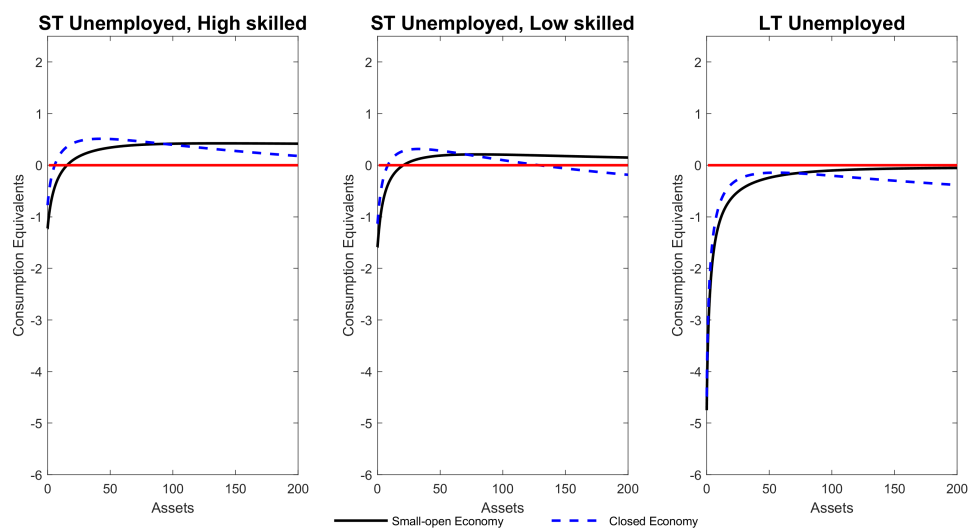 ST Unemployed, High skilled
2
1
0
-1
-2
-3
-4
-5
-6
Consumption Equivalents
0 50 100 150 200
Assets
ST Unemployed, Low skilled
2
1
0
-1
-2
-3
-4
-5
-6
Consumption Equivalents
0 50 100 150 200
Assets
LT Unemployed
2
1
0
-1
-2
-3
-4
-5
-6
Consumption Equivalents
0 50 100 150 200
Assets
Small-open Economy
Closed Economy